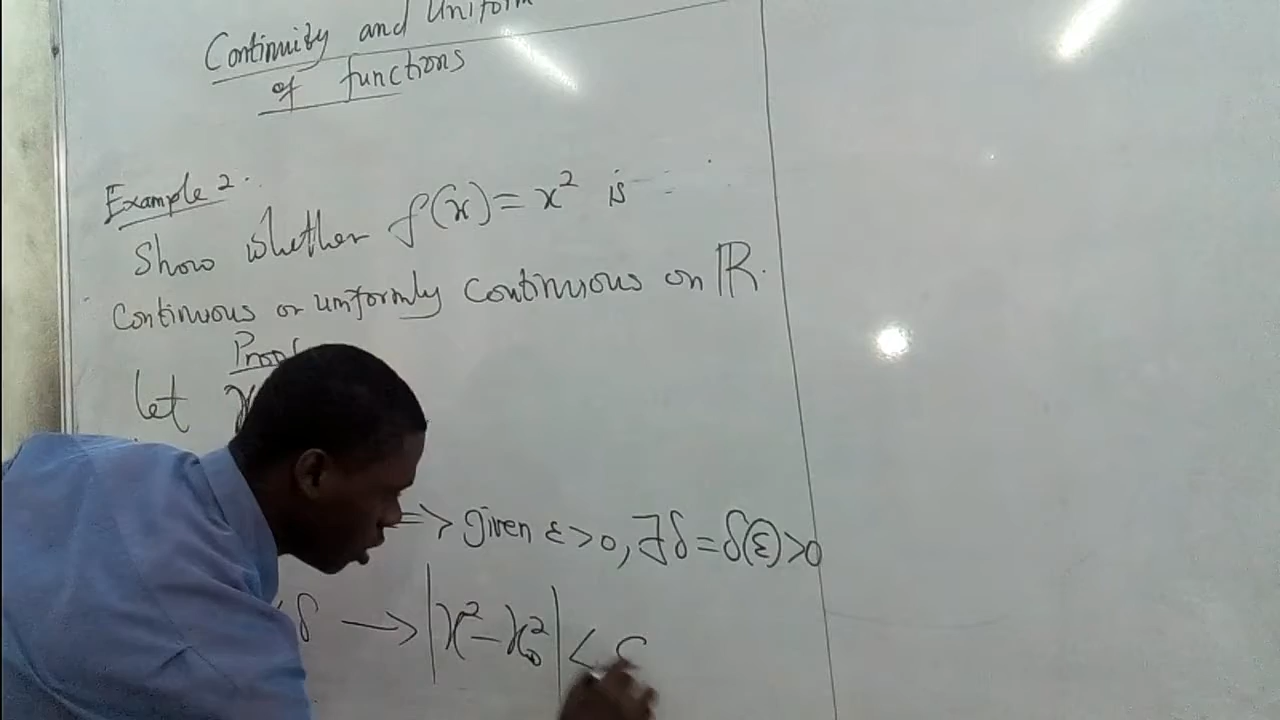 Continuity and Uniform
of functions
Example 2.
Show whether f(x) = x² is
Continuous or uniformly continuous on ℝ.
Proof
let x
=> given ε > 0, ∃δ = δ(ε) > 0
δ → |x² - x₀²| <